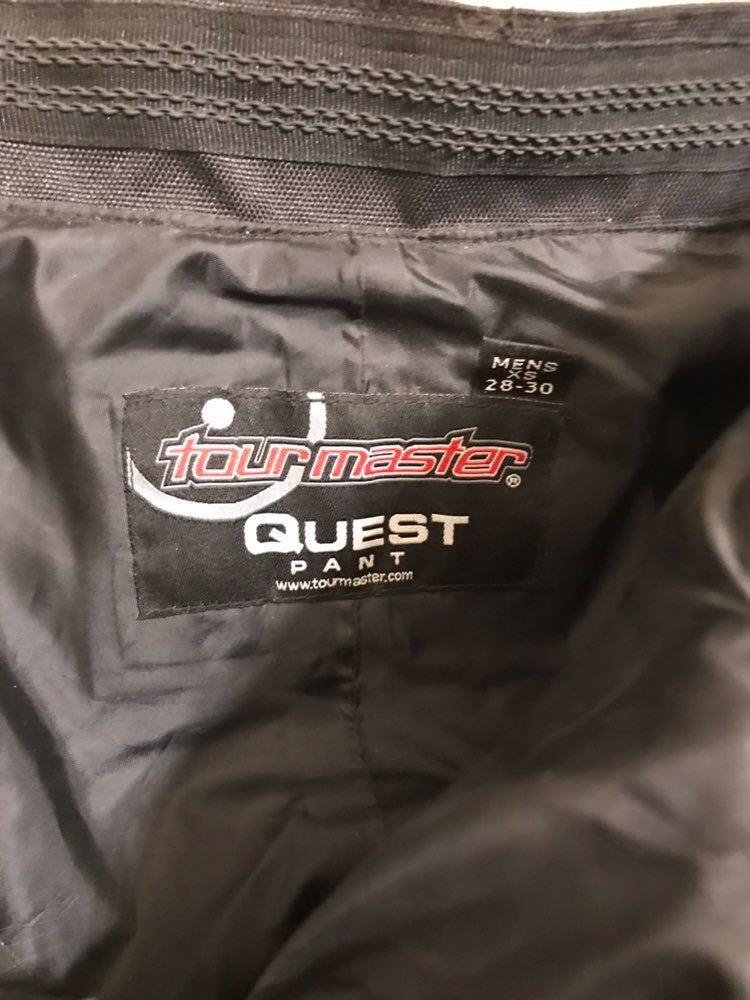 MENS
XS
28-30
tourmaster®
QUEST
PANT
www.tourmaster.com